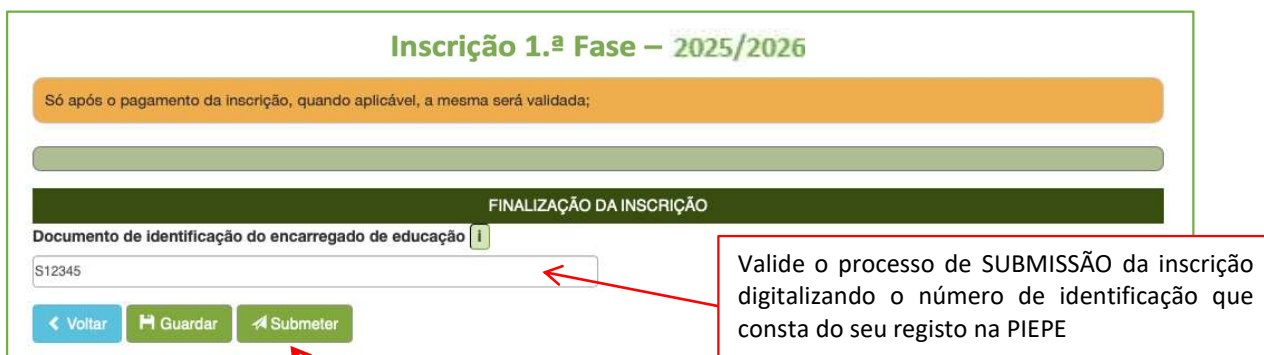 Inscrição 1.ª Fase – 2025/2026
Só após o pagamento da inscrição, quando aplicável, a mesma será validada;
FINALIZAÇÃO DA INSCRIÇÃO
Documento de identificação do encarregado de educação i
S12345
Valide o processo de SUBMISSÃO da inscrição
digitalizando o número de identificação que
consta do seu registo na PIEPE
Voltar Guardar Submeter